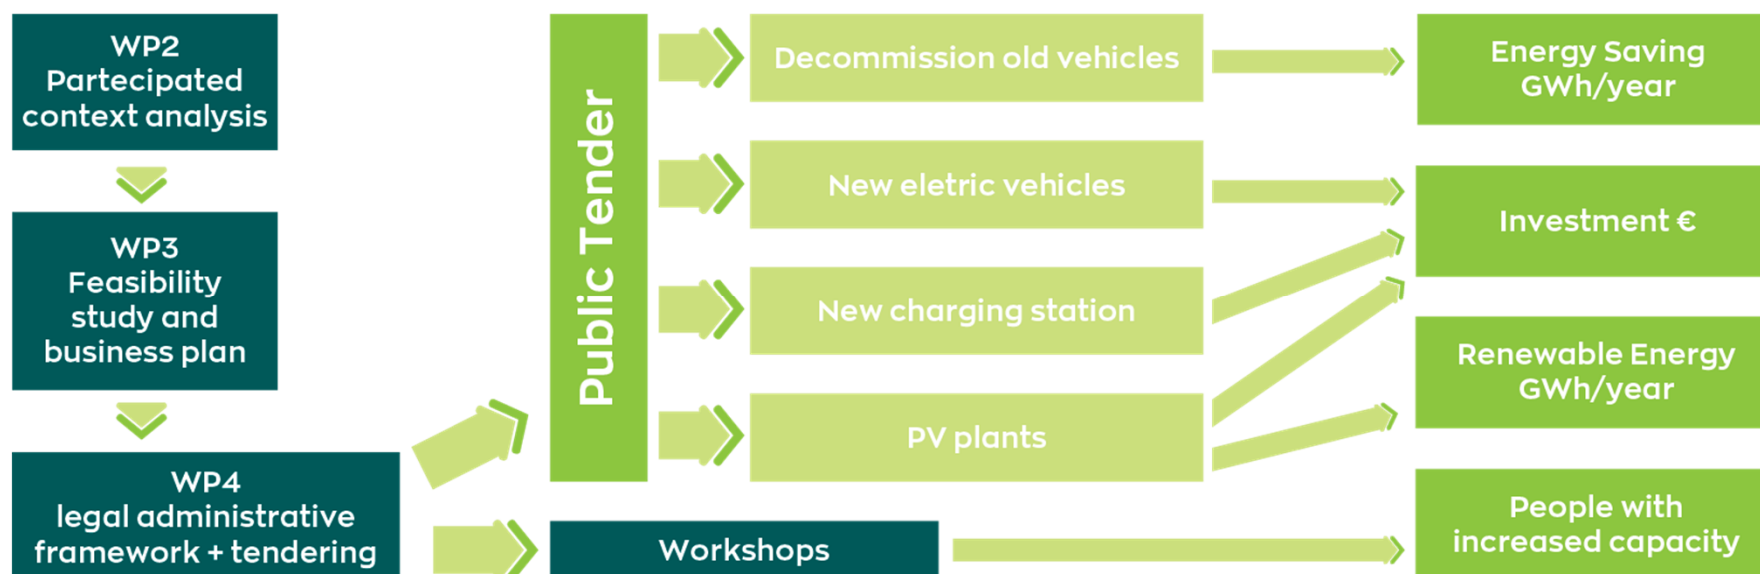 WP2
Partecipated
context analysis
WP3
Feasibility
study and
business plan
WP4
legal administrative
framework + tendering
Public Tender
Decommission old vehicles
New eletric vehicles
New charging station
PV plants
Workshops
Energy Saving
GWh/year
Investment €
Renewable Energy
GWh/year
People with
increased capacity